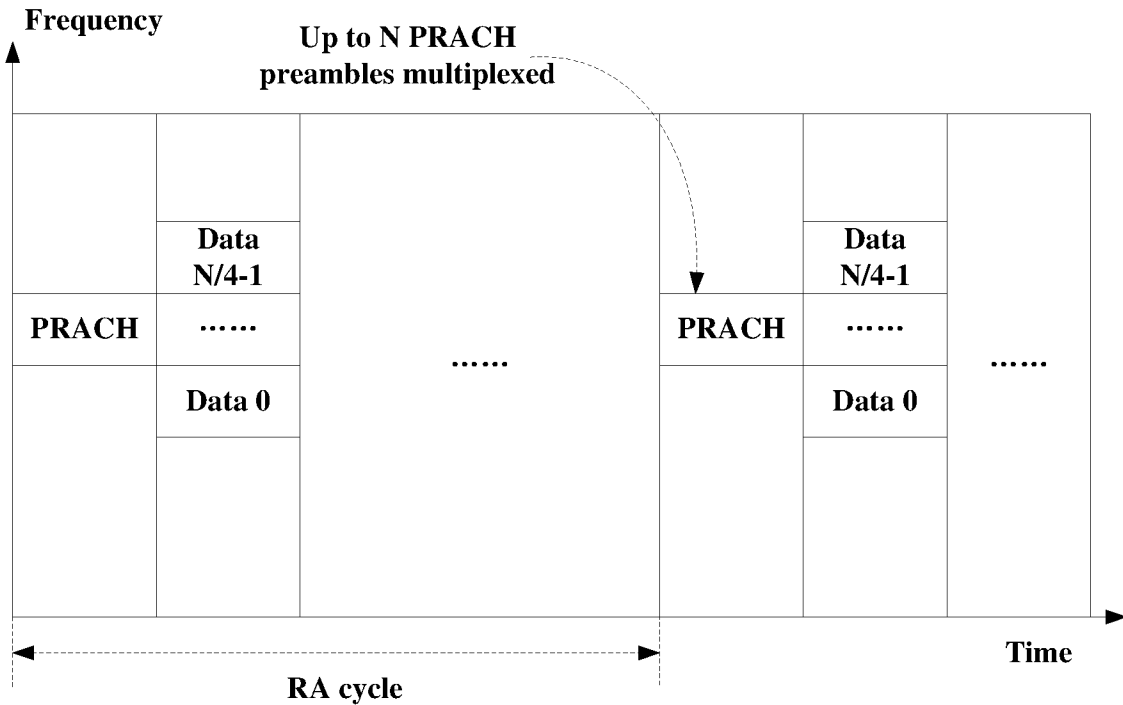 Frequency
Up to N PRACH
preambles multiplexed
Data
N/4-1
PRACH
……
Data 0
……
PRACH
Data
N/4-1
……
Data 0
……
Time
RA cycle